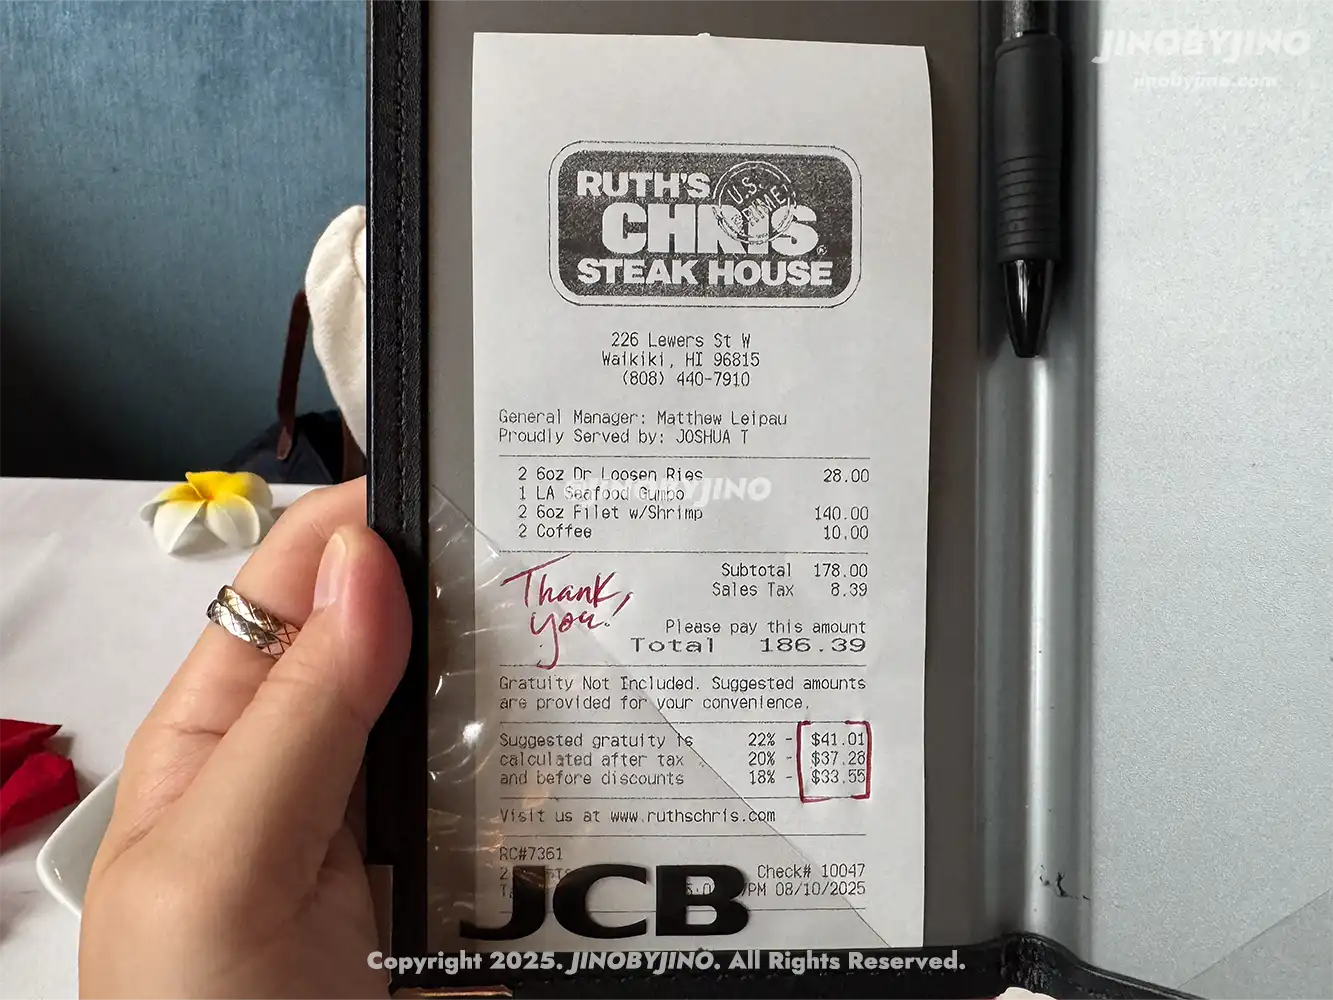 JINOBYJINO
jinobyjino.com
RUTH'S
U.S. PRIME
CHRIS
STEAK HOUSE
226 Lewers St W
Waikiki, HI 96815
(808) 440-7910
General Manager: Matthew Leipau
Proudly Served by: JOSHUA T
2 6oz Dr Loosen Ries 28.00
1 LA Seafood Gumbo
JINOBYJINO
2 6oz Filet w/Shrimp 140.00
2 Coffee 10.00
Subtotal 178.00
Sales Tax 8.39
Thank you!
Please pay this amount
Total 186.39
Gratuity Not Included. Suggested amounts
are provided for your convenience.
Suggested gratuity is 22% - $41.01
calculated after tax 20% - $37.28
and before discounts 18% - $33.55
Visit us at www.ruthschris.com
RC#7361
Check# 10047
PM 08/10/2025
JCB
Copyright 2025. JINOBYJINO. All Rights Reserved.